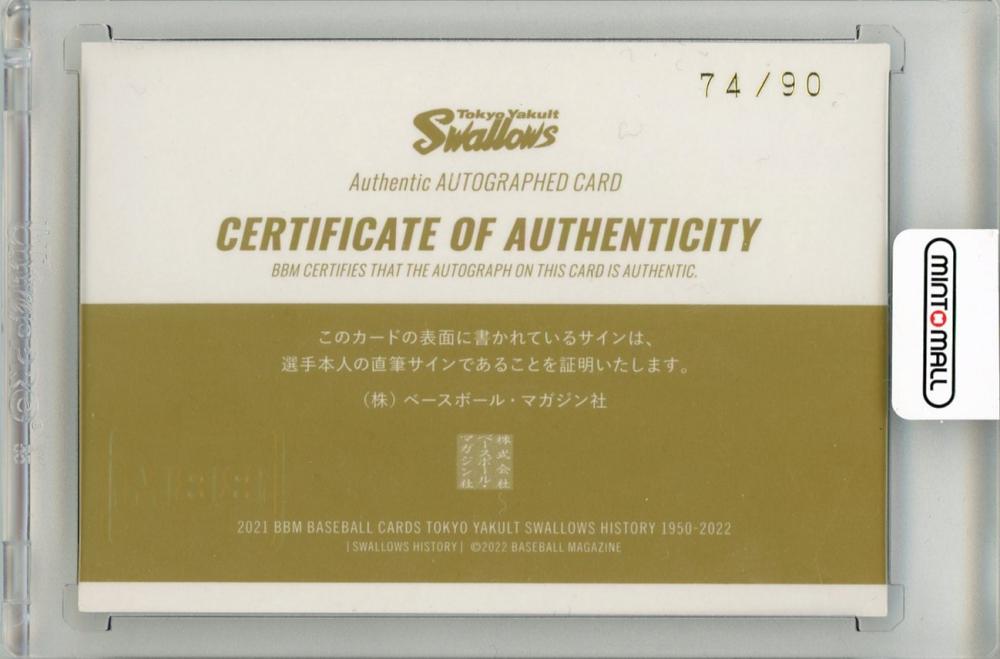 74/90
Tokyo Yakult
Swallows
Authentic AUTOGRAPHED CARD
CERTIFICATE OF AUTHENTICITY
BBM CERTIFIES THAT THE AUTOGRAPH ON THIS CARD IS AUTHENTIC.
MINTOMALL
このカードの表面に書かれているサインは、
選手本人の直筆サインであることを証明いたします。
(株)ベースボール・マガジン社
株式会社
ベースボール・
マガジン社
2021 BBM BASEBALL CARDS TOKYO YAKULT SWALLOWS HISTORY 1950-2022
| SWALLOWS HISTORY | ©2022 BASEBALL MAGAZINE